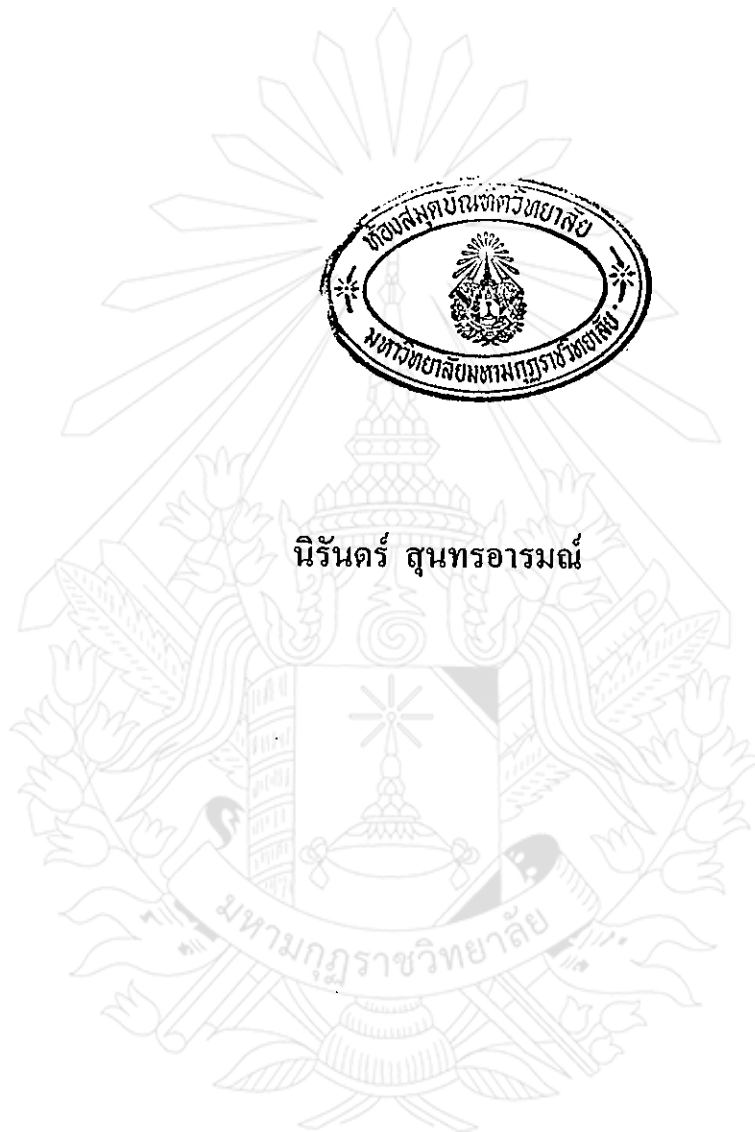 ห้องสมุดบัณฑิตวิทยาลัย
มหาวิทยาลัยมหามกุฏราชวิทยาลัย
นิรันดร์ สุนทรอารมณ์
มหามกุฏราชวิทยาลัย